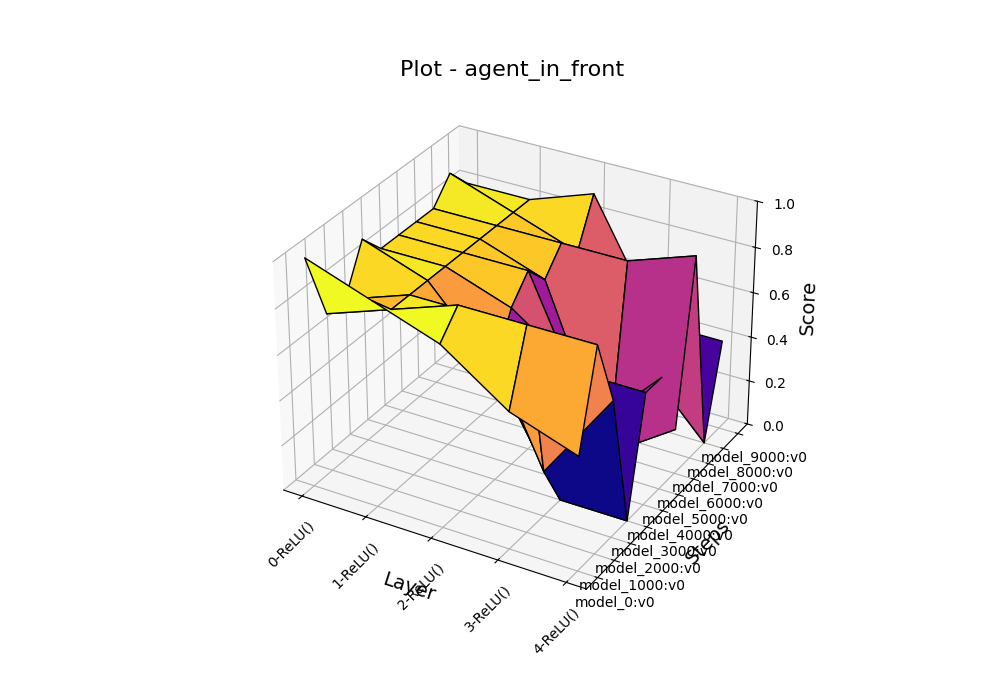 Plot - agent_in_front
1.0
0.8
0.6
0.4
0.2
0.0
Score
model_9000:v0
model_8000:v0
model_7000:v0
model_6000:v0
model_5000:v0
model_4000:v0
model_3000:v0
model_2000:v0
model_1000:v0
model_0:v0
Steps
0-ReLU()
1-ReLU()
2-ReLU()
3-ReLU()
4-ReLU()
Layer